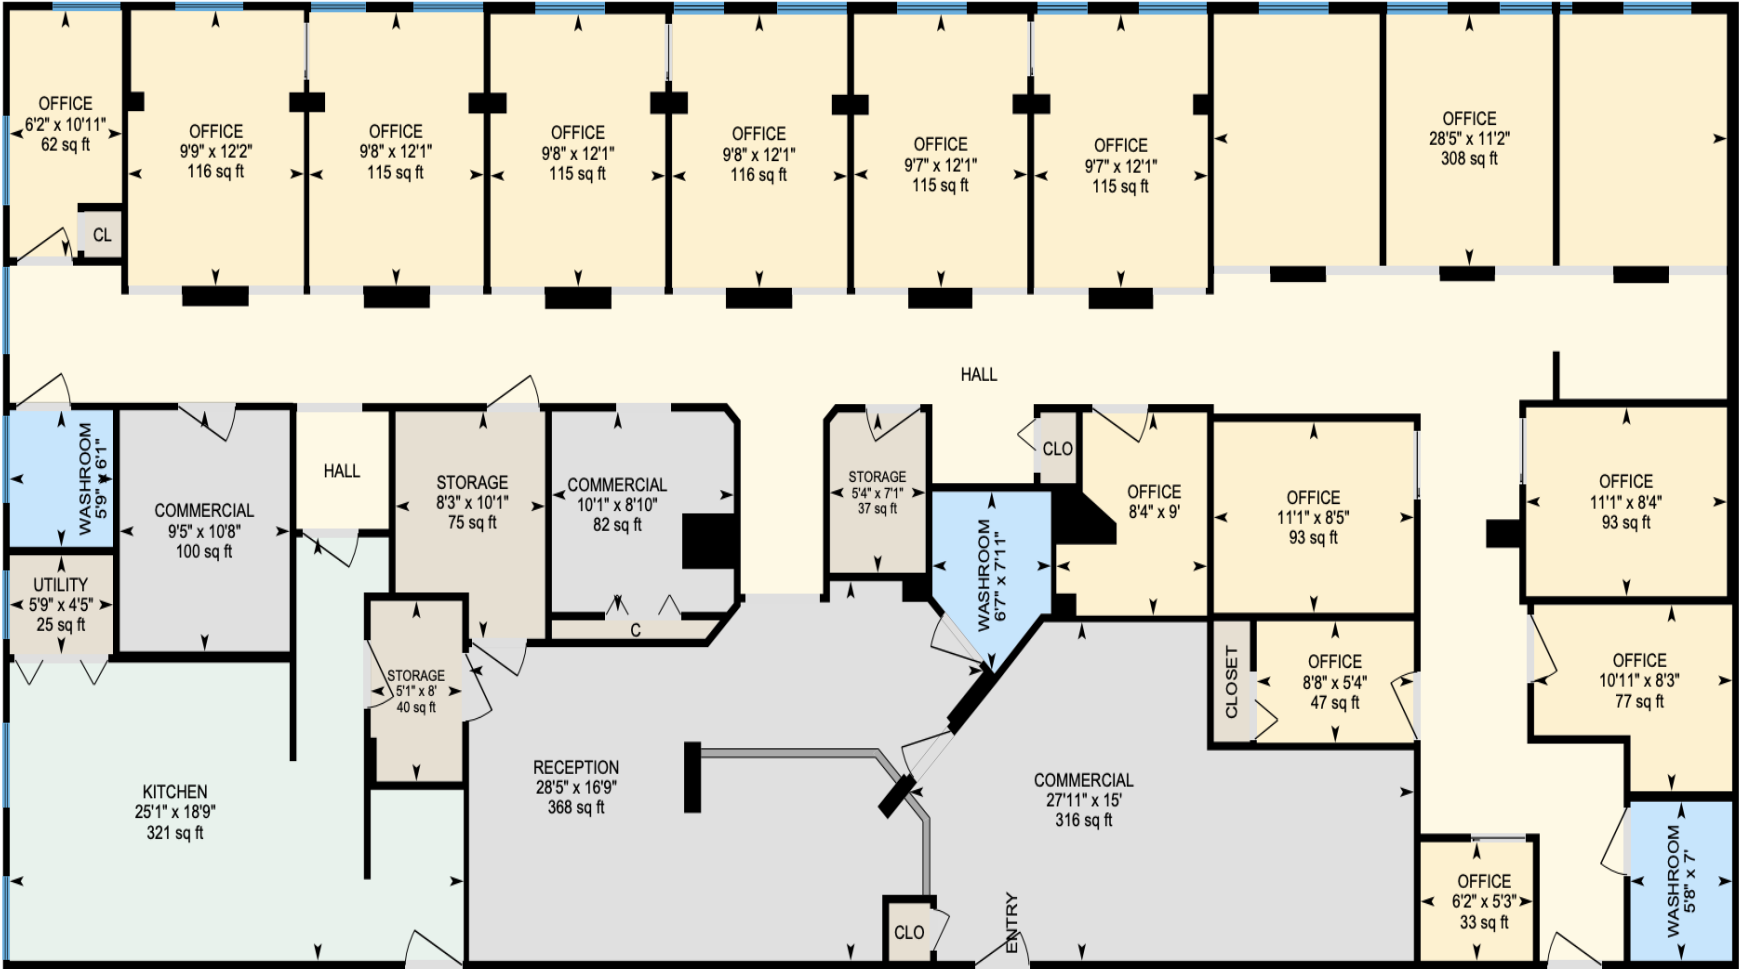 OFFICE
6'2" x 10'11"
62 sq ft
CL
OFFICE
9'9" x 12'2"
116 sq ft
OFFICE
9'8" x 12'1"
115 sq ft
OFFICE
9'8" x 12'1"
115 sq ft
OFFICE
9'8" x 12'1"
116 sq ft
OFFICE
9'7" x 12'1"
115 sq ft
OFFICE
9'7" x 12'1"
115 sq ft
OFFICE
28'5" x 11'2"
308 sq ft
HALL
WASHROOM
5'9" x 6'1"
COMMERCIAL
9'5" x 10'8"
100 sq ft
HALL
STORAGE
8'3" x 10'1"
75 sq ft
COMMERCIAL
10'1" x 8'10"
82 sq ft
C
STORAGE
5'4" x 7'1"
37 sq ft
WASHROOM
6'7" x 7'11"
CLO
OFFICE
8'4" x 9'
OFFICE
11'1" x 8'5"
93 sq ft
OFFICE
11'1" x 8'4"
93 sq ft
UTILITY
5'9" x 4'5"
25 sq ft
STORAGE
5'1" x 8'
40 sq ft
CLOSET
OFFICE
8'8" x 5'4"
47 sq ft
OFFICE
10'11" x 8'3"
77 sq ft
KITCHEN
25'1" x 18'9"
321 sq ft
RECEPTION
28'5" x 16'9"
368 sq ft
COMMERCIAL
27'11" x 15'
316 sq ft
CLO
ENTRY
OFFICE
6'2" x 5'3"
33 sq ft
WASHROOM
5'8" x 7'